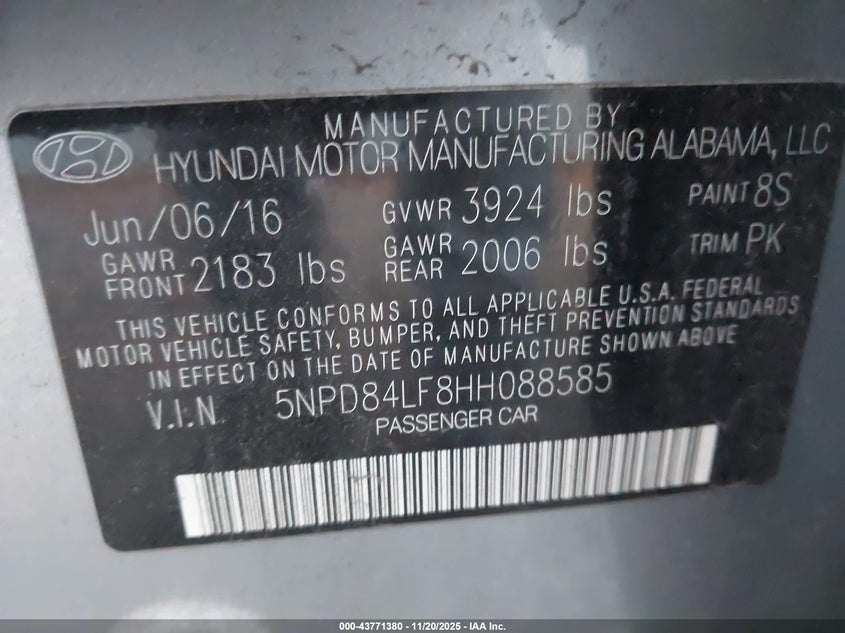 MANUFACTURED BY
HYUNDAI MOTOR MANUFACTURING ALABAMA, LLC
Jun/06/16 GVWR 3924 lbs PAINT 8S
GAWR FRONT 2183 lbs GAWR REAR 2006 lbs TRIM PK
THIS VEHICLE CONFORMS TO ALL APPLICABLE U.S.A. FEDERAL
MOTOR VEHICLE SAFETY, BUMPER, AND THEFT PREVENTION STANDARDS
IN EFFECT ON THE DATE OF MANUFACTURE SHOWN ABOVE
V.I.N 5NPD84LF8HH088585
PASSENGER CAR
000-43771380 - 11/20/2025 - IAA Inc.